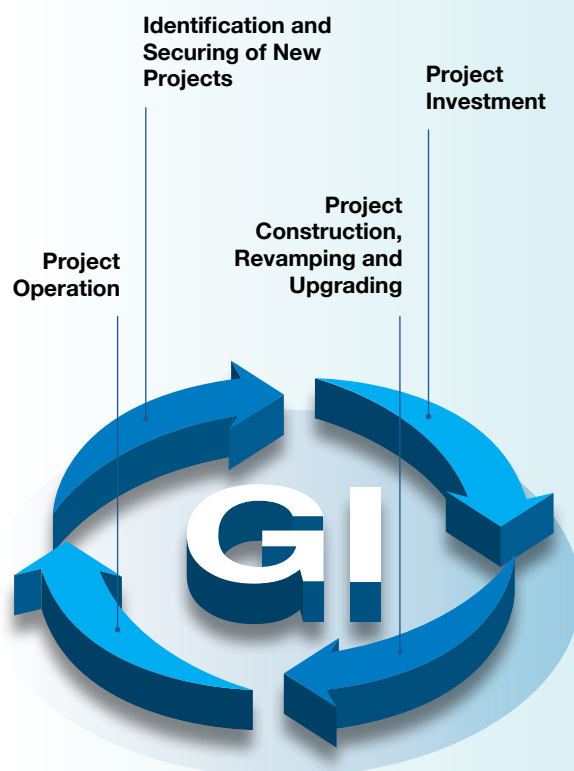 Identification and
Securing of New
Projects
Project
Investment
Project
Construction,
Revamping and
Upgrading
Project
Operation
GI